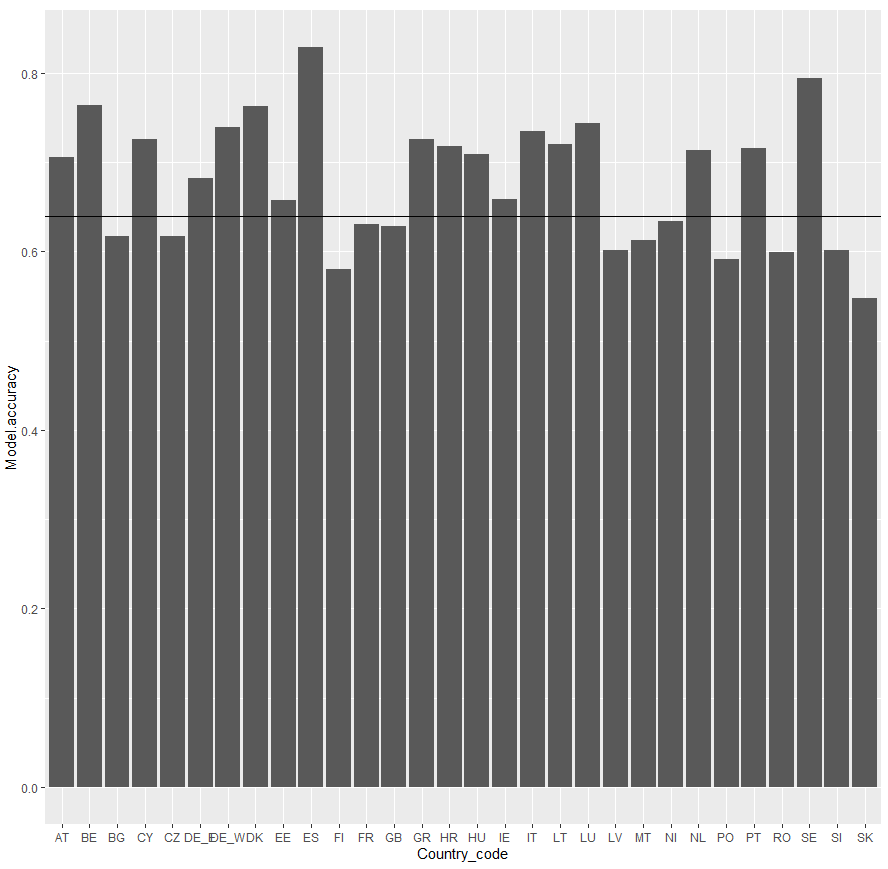 Model.accuracy
0.8
0.6
0.4
0.2
0.0
AT BE BG CY CZ DE_E DE_W DK EE ES FI FR GB GR HR HU IE IT LT LU LV MT NI NL PO PT RO SE SI SK
Country_code